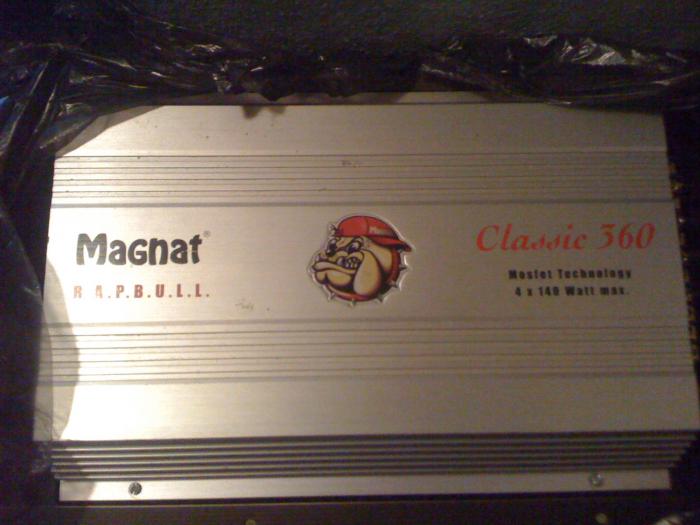 Magnat®
R.A.P.B.U.L.L.
Classic 360
Mosfet Technology
4 x 140 Watt max.